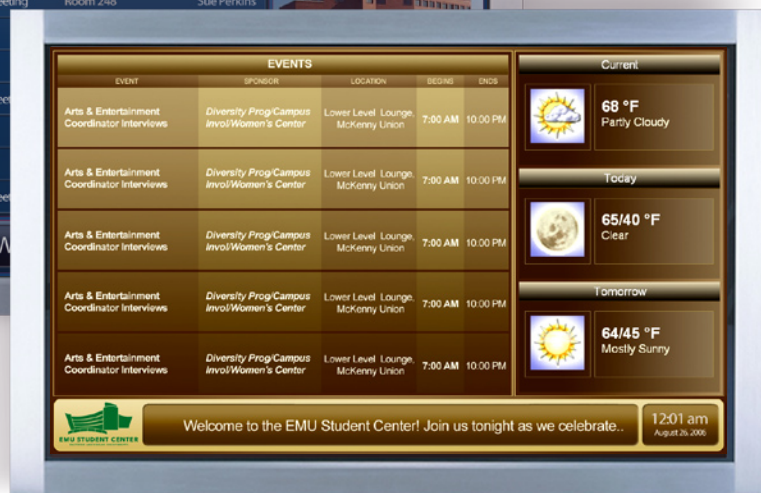 Room 248
Sue Perkins
EVENTS
EVENT SPONSOR LOCATION BEGINS ENDS
Arts & Entertainment Diversity Prog/Campus Lower Level Lounge, 7:00 AM 10:00 PM
Coordinator Interviews Invol/Women's Center McKenny Union
Arts & Entertainment Diversity Prog/Campus Lower Level Lounge, 7:00 AM 10:00 PM
Coordinator Interviews Invol/Women's Center McKenny Union
Arts & Entertainment Diversity Prog/Campus Lower Level Lounge, 7:00 AM 10:00 PM
Coordinator Interviews Invol/Women's Center McKenny Union
Arts & Entertainment Diversity Prog/Campus Lower Level Lounge, 7:00 AM 10:00 PM
Coordinator Interviews Invol/Women's Center McKenny Union
Arts & Entertainment Diversity Prog/Campus Lower Level Lounge, 7:00 AM 10:00 PM
Coordinator Interviews Invol/Women's Center McKenny Union
Current
68 °F
Partly Cloudy
Today
65/40 °F
Clear
Tomorrow
64/45 °F
Mostly Sunny
EMU STUDENT CENTER
Welcome to the EMU Student Center! Join us tonight as we celebrate..
12:01 am
August 26, 2006